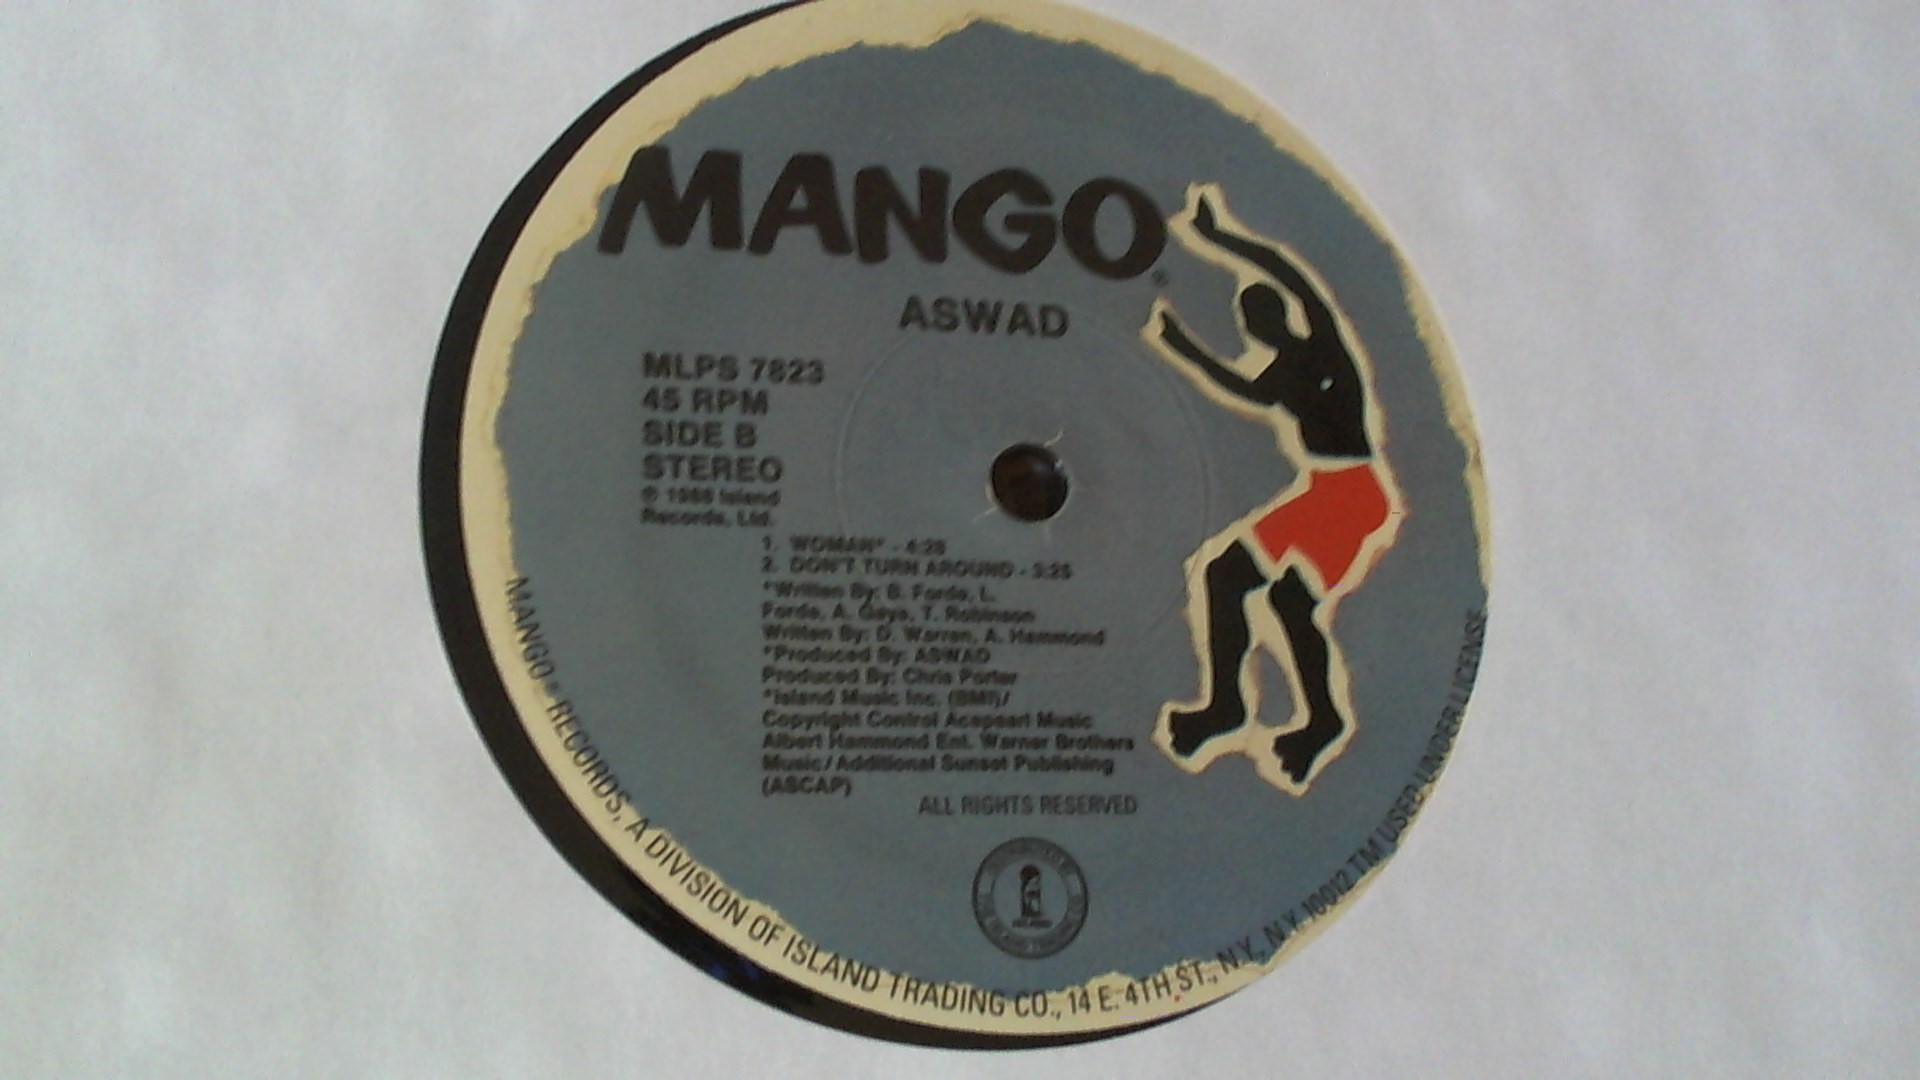 MANGO®
ASWAD
MLPS 7823
45 RPM
SIDE B
STEREO
℗ 1988 Island
Records, Ltd.
1. WOMAN* - 4:28
2. DON'T TURN AROUND - 3:25
*Written By: B. Forde, L.
Forde, A. Gaye, T. Robinson
Written By: D. Warren, A. Hammond
*Produced By: ASWAD
Produced By: Chris Porter
*Island Music Inc. (BMI)/
Copyright Control Acepearl Music
Albert Hammond Ent. Warner Brothers
Music/Additional Sunset Publishing
(ASCAP)
ALL RIGHTS RESERVED
MANGO® RECORDS, A DIVISION OF ISLAND TRADING CO., 14 E. 4TH ST., N.Y., N.Y. 10012 TM USED UNDER LICENSE